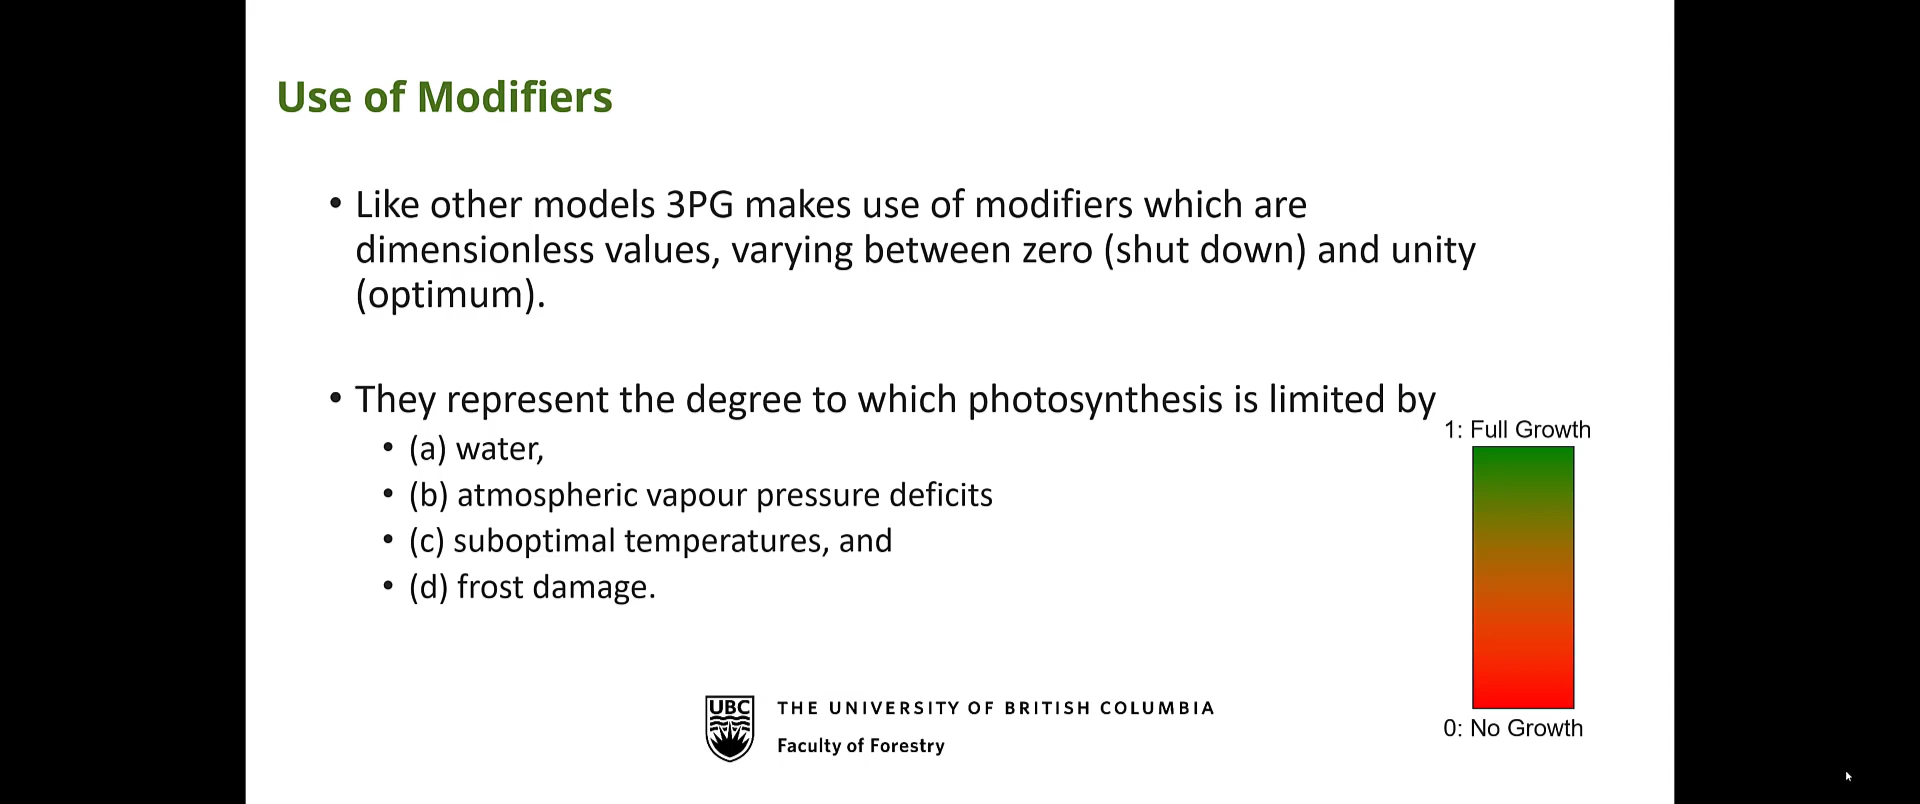 Use of Modifiers
• Like other models 3PG makes use of modifiers which are
dimensionless values, varying between zero (shut down) and unity
(optimum).
• They represent the degree to which photosynthesis is limited by
• (a) water,
• (b) atmospheric vapour pressure deficits
• (c) suboptimal temperatures, and
• (d) frost damage.
1: Full Growth
0: No Growth
UBC
THE UNIVERSITY OF BRITISH COLUMBIA
Faculty of Forestry